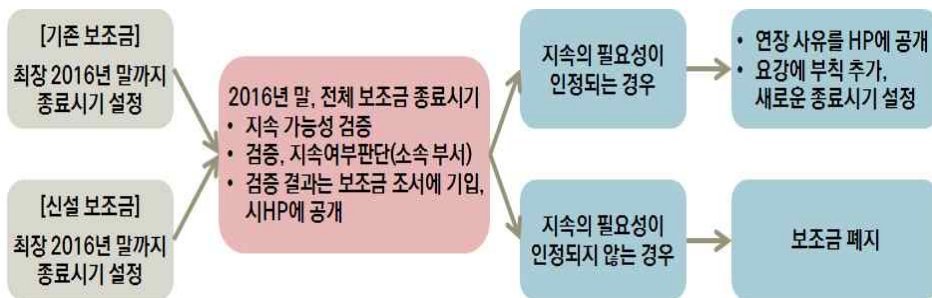 [기존 보조금]
최장 2016년 말까지
종료시기 설정
[신설 보조금]
최장 2016년 말까지
종료시기 설정
2016년 말, 전체 보조금 종료시기
• 지속 가능성 검증
• 검증, 지속여부판단(소속 부서)
• 검증 결과는 보조금 조서에 기입,
시HP에 공개
지속의 필요성이
인정되는 경우
• 연장 사유를 HP에 공개
• 요강에 부칙 추가,
새로운 종료시기 설정
지속의 필요성이
인정되지 않는 경우
보조금 폐지